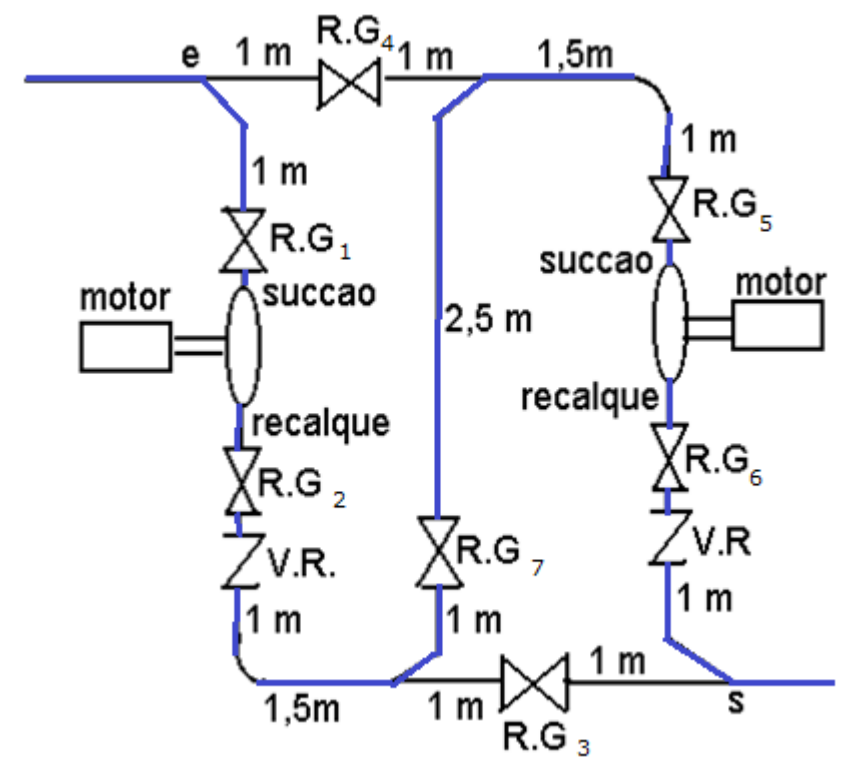 R.G4
e 1 m 1 m 1,5m
1 m 1 m
R.G1 R.G5
succao succao
motor motor
2,5 m
recalque recalque
R.G 2 R.G6
V.R. R.G 7 V.R
1 m 1 m 1 m
1 m
1,5m 1 m s
R.G 3